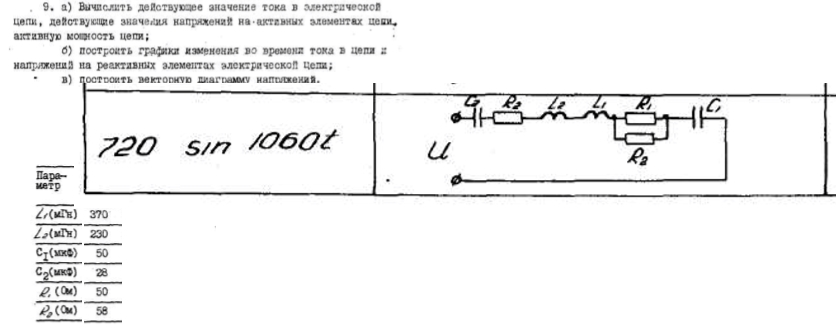 9. а) Вычислить действующее значение тока в электрической
цепи, действующие значения напряжений на активных элементах цепи,
активную мощность цепи;
б) построить графики изменения во времени тока в цепи и
напряжений на реактивных элементах электрической цепи;
в) построить векторную диаграмму напряжений.
720 sin 1060t
C₂ R₂ L₂ L₁ R₁ C₁
U
R₂
Пара-
метр
L₁(мГн) 370
L₂(мГн) 230
C₁(мкФ) 50
C₂(мкФ) 28
R₁(Ом) 50
R₂(Ом) 58